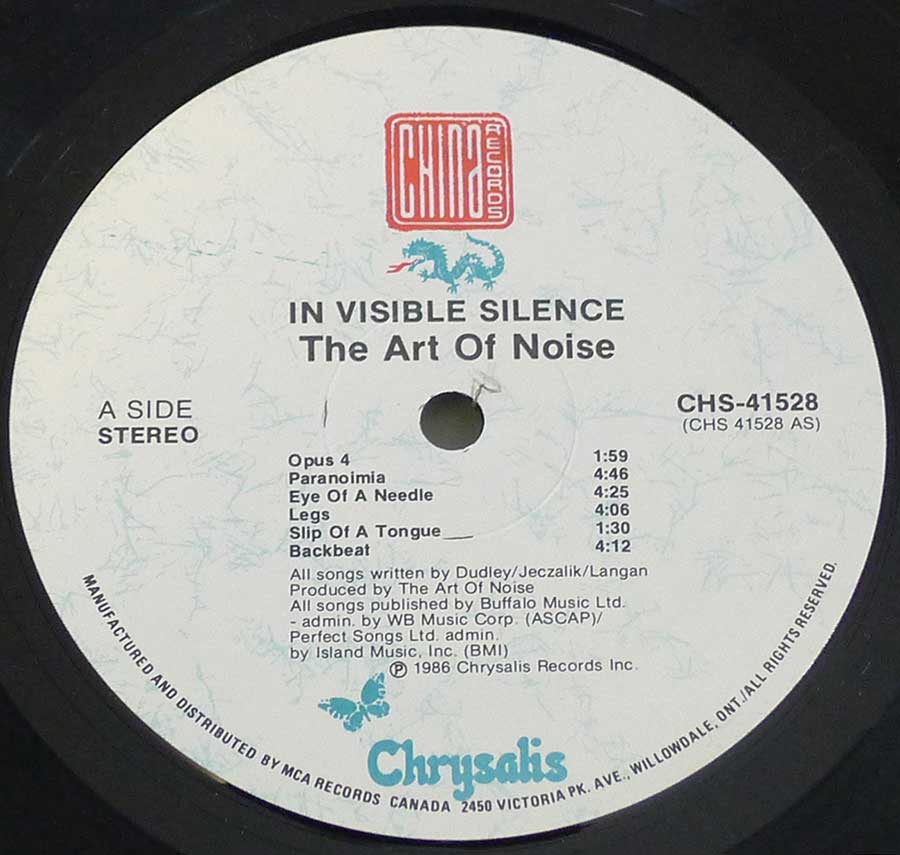 CHINA RECORDS
IN VISIBLE SILENCE
The Art Of Noise
A SIDE
STEREO
CHS-41528
(CHS 41528 AS)
Opus 4 1:59
Paranoimia 4:46
Eye Of A Needle 4:25
Legs 4:06
Slip Of A Tongue 1:30
Backbeat 4:12
All songs written by Dudley/Jeczalik/Langan
Produced by The Art Of Noise
All songs published by Buffalo Music Ltd.
- admin. by WB Music Corp. (ASCAP)/
Perfect Songs Ltd. admin.
by Island Music, Inc. (BMI)
℗ 1986 Chrysalis Records Inc.
Chrysalis
MANUFACTURED AND DISTRIBUTED BY MCA RECORDS CANADA 2450 VICTORIA PK. AVE., WILLOWDALE, ONT./ALL RIGHTS RESERVED.